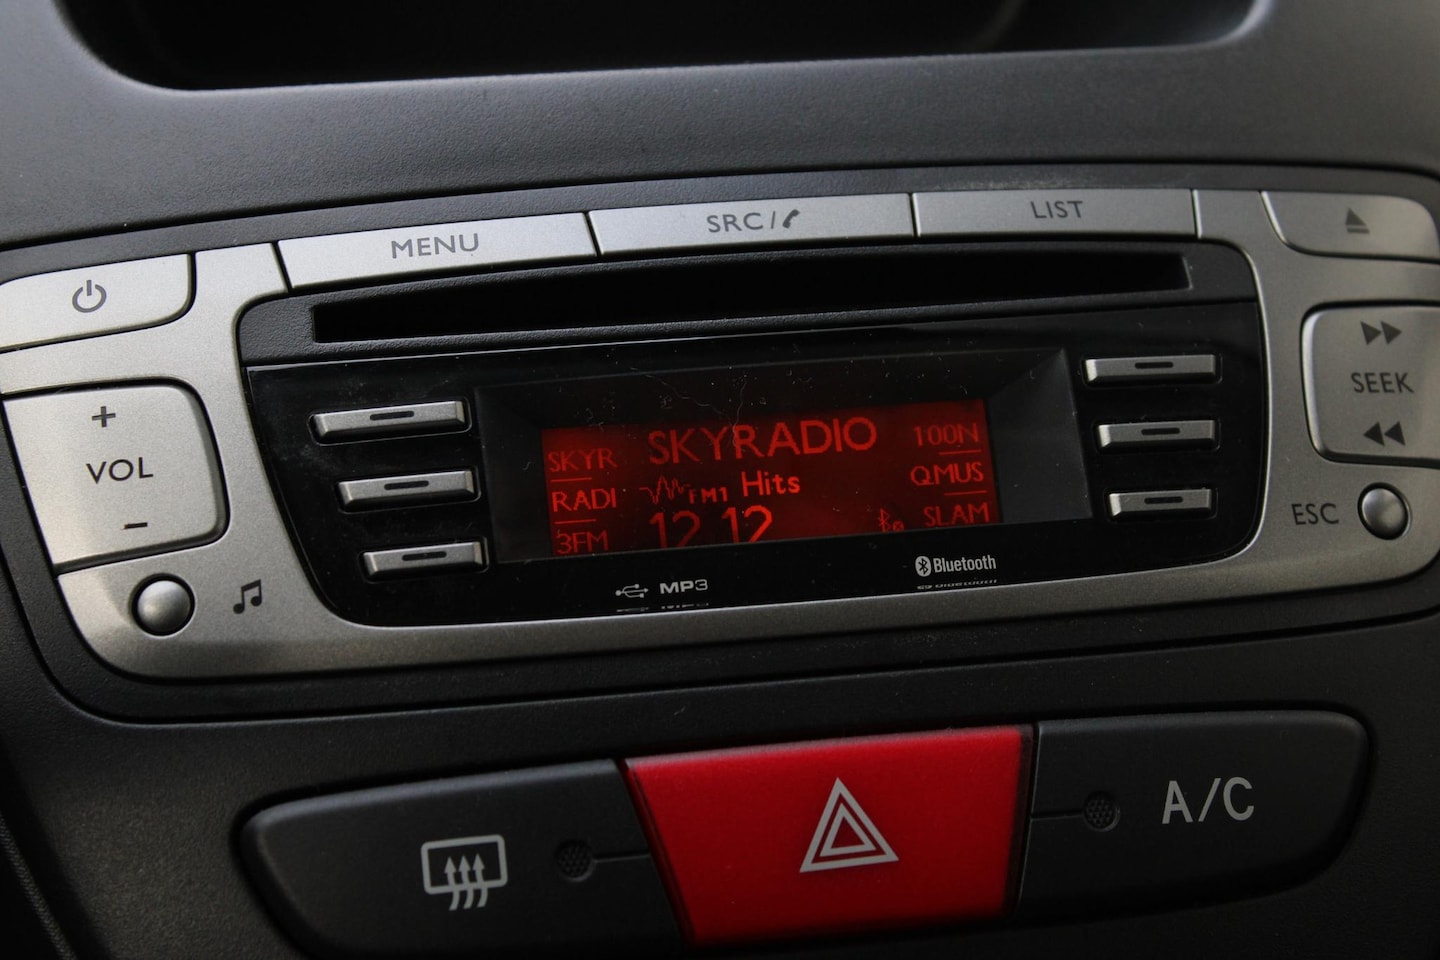 MENU
SRC/
LIST
+
VOL
-
SEEK
ESC
SKYR
SKYRADIO
100N
RADI
FM1 Hits
QMUS
3FM
12 12
SLAM
MP3
Bluetooth
A/C